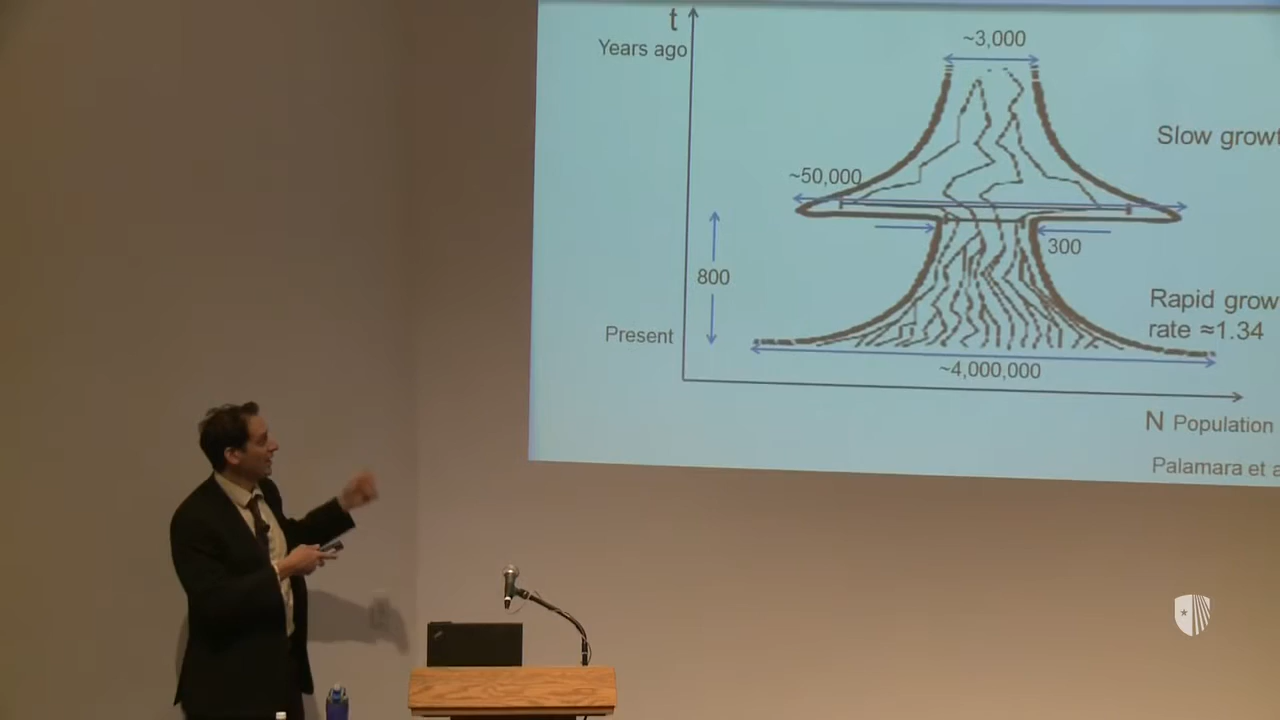 t
Years ago
~3,000
Slow growt
~50,000
300
800
Rapid grow
rate ≈1.34
Present
~4,000,000
N Population
Palamara et a